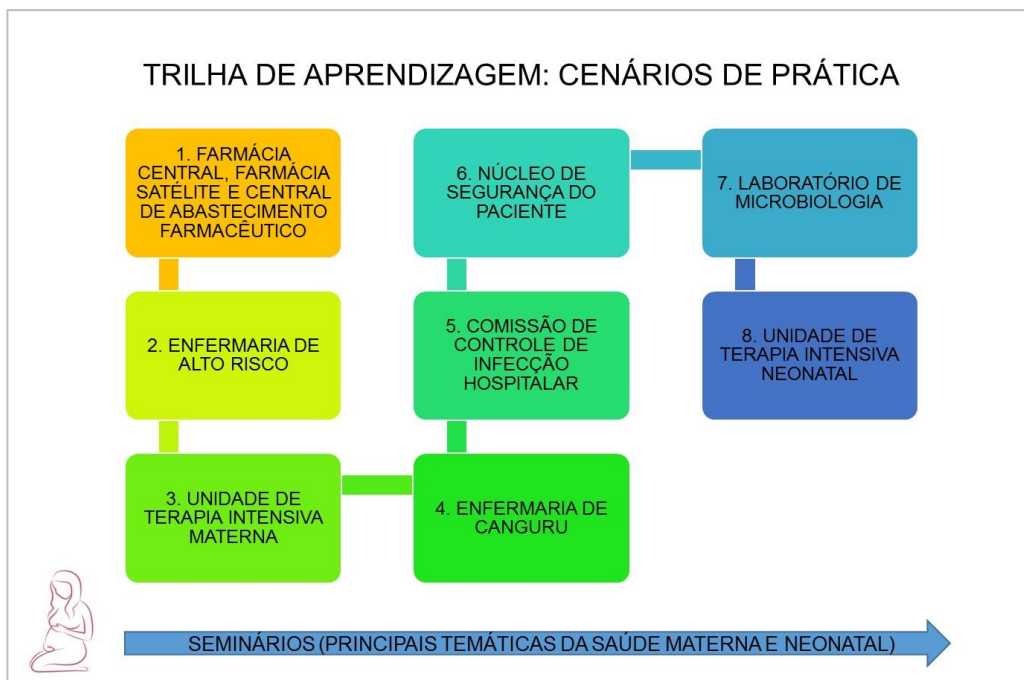 TRILHA DE APRENDIZAGEM: CENÁRIOS DE PRÁTICA
1. FARMÁCIA
CENTRAL, FARMÁCIA
SATÉLITE E CENTRAL
DE ABASTECIMENTO
FARMACÊUTICO
2. ENFERMARIA DE
ALTO RISCO
3. UNIDADE DE
TERAPIA INTENSIVA
MATERNA
4. ENFERMARIA DE
CANGURU
5. COMISSÃO DE
CONTROLE DE
INFECÇÃO
HOSPITALAR
6. NÚCLEO DE
SEGURANÇA DO
PACIENTE
7. LABORATÓRIO DE
MICROBIOLOGIA
8. UNIDADE DE
TERAPIA INTENSIVA
NEONATAL
SEMINÁRIOS (PRINCIPAIS TEMÁTICAS DA SAÚDE MATERNA E NEONATAL)